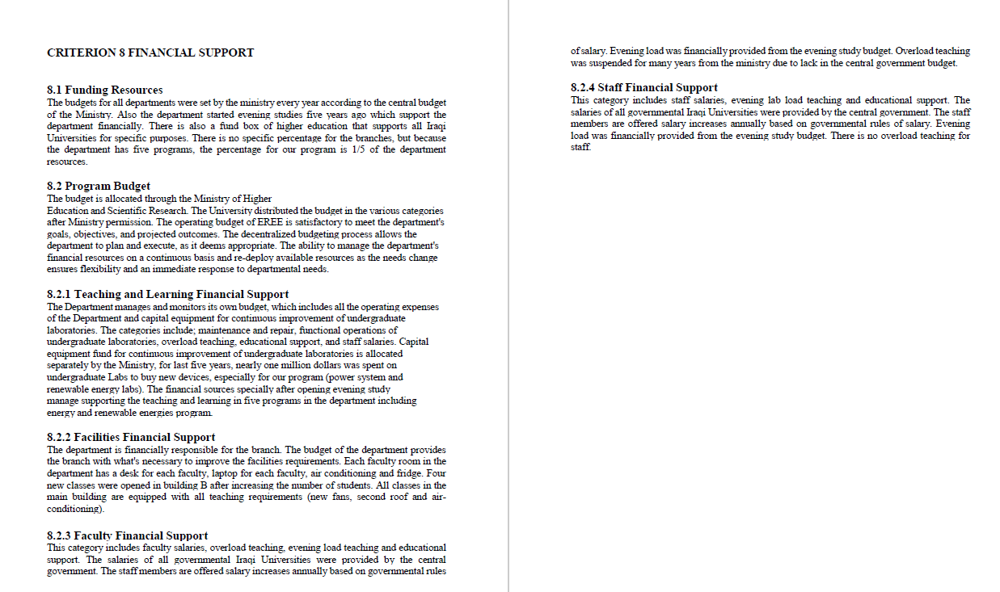 CRITERION 8 FINANCIAL SUPPORT
8.1 Funding Resources
The budgets for all departments were set by the ministry every year according to the central budget
of the Ministry. Also the department started evening studies five years ago which support the
department financially. There is also a fund box of higher education that supports all Iraqi
Universities for specific purposes. There is no specific percentage for the branches, but because
the department has five programs, the percentage for our program is 1/5 of the department
resources.
8.2 Program Budget
The budget is allocated through the Ministry of Higher
Education and Scientific Research. The University distributed the budget in the various categories
after Ministry permission. The operating budget of EREE is satisfactory to meet the department's
goals, objectives, and projected outcomes. The decentralized budgeting process allows the
department to plan and execute, as it deems appropriate. The ability to manage the department's
financial resources on a continuous basis and re-deploy available resources as the needs change
ensures flexibility and an immediate response to departmental needs.
8.2.1 Teaching and Learning Financial Support
The Department manages and monitors its own budget, which includes all the operating expenses
of the Department and capital equipment for continuous improvement of undergraduate
laboratories. The categories include; maintenance and repair, functional operations of
undergraduate laboratories, overload teaching, educational support, and staff salaries. Capital
equipment fund for continuous improvement of undergraduate laboratories is allocated
separately by the Ministry, for last five years, nearly one million dollars was spent on
undergraduate Labs to buy new devices, especially for our program (power system and
renewable energy labs). The financial sources specially after opening evening study
manage supporting the teaching and learning in five programs in the department including
energy and renewable energies program.
8.2.2 Facilities Financial Support
The department is financially responsible for the branch. The budget of the department provides
the branch with what's necessary to improve the facilities requirements. Each faculty room in the
department has a desk for each faculty, laptop for each faculty, air conditioning and fridge. Four
new classes were opened in building B after increasing the number of students. All classes in the
main building are equipped with all teaching requirements (new fans, second roof and air-
conditioning).
8.2.3 Faculty Financial Support
This category includes faculty salaries, overload teaching, evening load teaching and educational
support. The salaries of all governmental Iraqi Universities were provided by the central
government. The staff members are offered salary increases annually based on governmental rules
of salary. Evening load was financially provided from the evening study budget. Overload teaching
was suspended for many years from the ministry due to lack in the central government budget.
8.2.4 Staff Financial Support
This category includes staff salaries, evening lab load teaching and educational support. The
salaries of all governmental Iraqi Universities were provided by the central government. The staff
members are offered salary increases annually based on governmental rules of salary. Evening
load was financially provided from the evening study budget. There is no overload teaching for
staff.